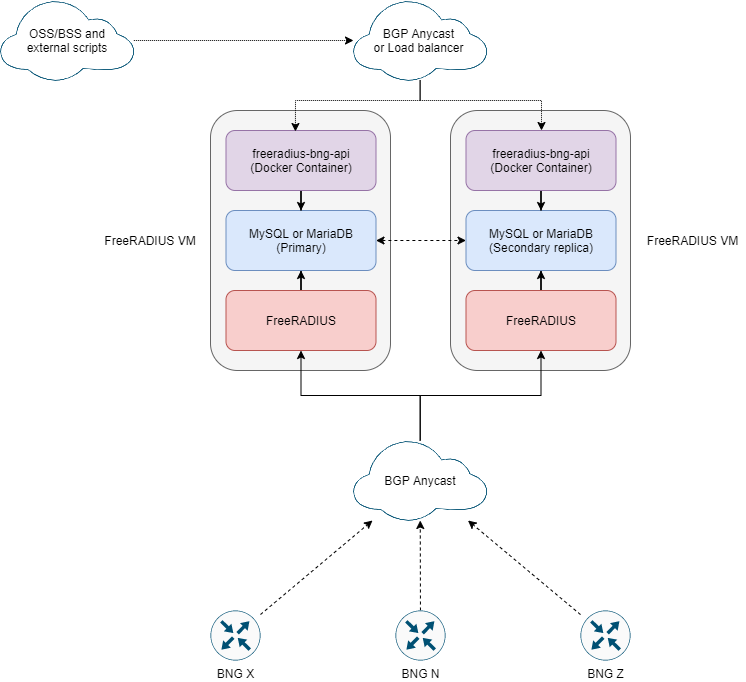 OSS/BSS and
external scripts
BGP Anycast
or Load balancer
freeradius-bng-api
(Docker Container)
freeradius-bng-api
(Docker Container)
FreeRADIUS VM
MySQL or MariaDB
(Primary)
MySQL or MariaDB
(Secondary replica)
FreeRADIUS VM
FreeRADIUS
FreeRADIUS
BGP Anycast
BNG X
BNG N
BNG Z